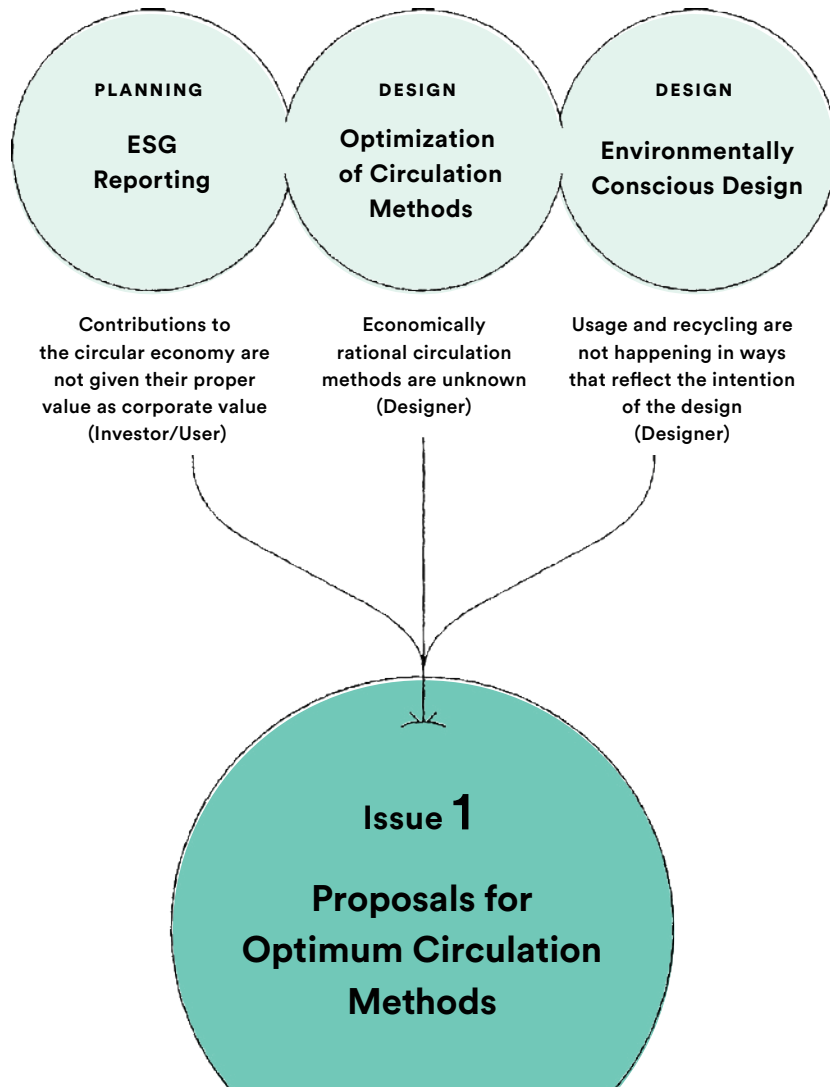 PLANNING
ESG
Reporting
Contributions to
the circular economy are
not given their proper
value as corporate value
(Investor/User)
DESIGN
Optimization
of Circulation
Methods
Economically
rational circulation
methods are unknown
(Designer)
DESIGN
Environmentally
Conscious Design
Usage and recycling are
not happening in ways
that reflect the intention
of the design
(Designer)
Issue 1
Proposals for
Optimum Circulation
Methods